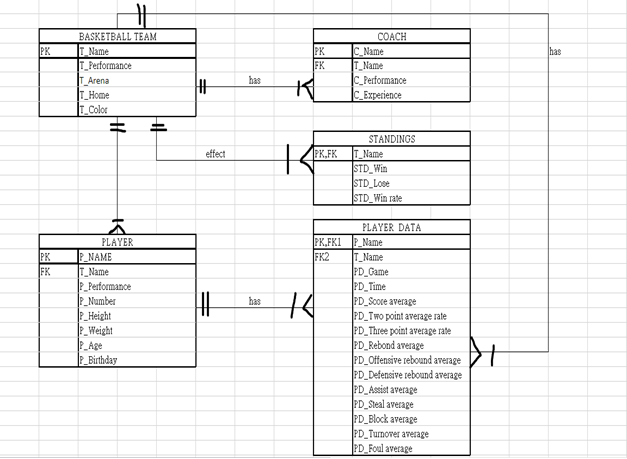 BASKETBALL TEAM
PK T_Name
T_Performance
T_Arena
T_Home
T_Color
has
COACH
PK C_Name
FK T_Name
C_Performance
C_Experience
has
effect
STANDINGS
PK,FK T_Name
STD_Win
STD_Lose
STD_Win rate
PLAYER
PK P_NAME
FK T_Name
P_Performance
P_Number
P_Height
P_Weight
P_Age
P_Birthday
has
PLAYER DATA
PK,FK1 P_Name
FK2 T_Name
PD_Game
PD_Time
PD_Score average
PD_Two point average rate
PD_Three point average rate
PD_Rebond average
PD_Offensive rebound average
PD_Defensive rebound average
PD_Assist average
PD_Steal average
PD_Block average
PD_Turnover average
PD_Foul average